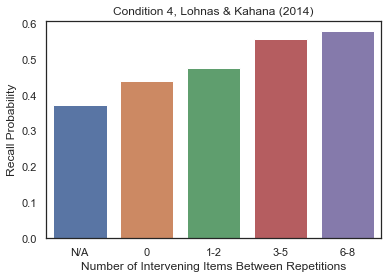 Condition 4, Lohnas & Kahana (2014)
0.6
0.5
0.4
0.3
0.2
0.1
0.0
Recall Probability
N/A 0 1-2 3-5 6-8
Number of Intervening Items Between Repetitions